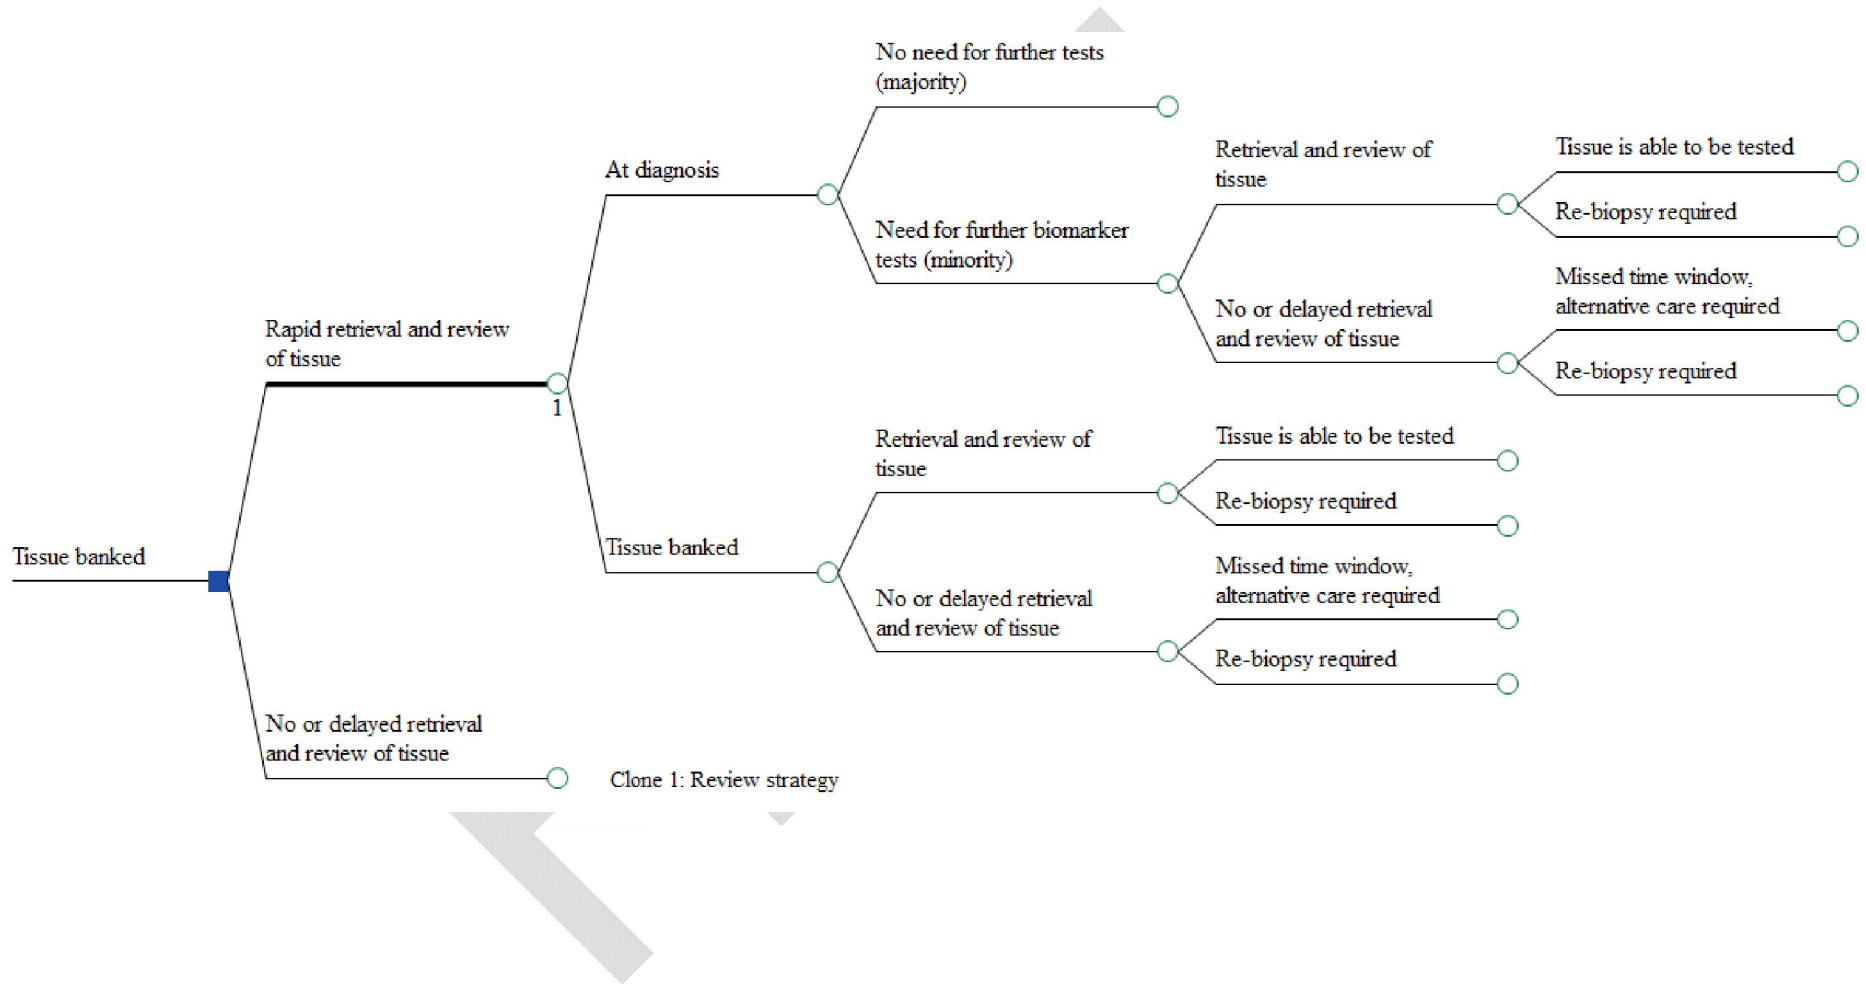 No need for further tests
(majority)
At diagnosis
Need for further biomarker
tests (minority)
Retrieval and review of
tissue
Tissue is able to be tested
Re-biopsy required
No or delayed retrieval
and review of tissue
Missed time window,
alternative care required
Re-biopsy required
Rapid retrieval and review
of tissue
1
Retrieval and review of
tissue
Tissue is able to be tested
Re-biopsy required
Tissue banked
Tissue banked
No or delayed retrieval
and review of tissue
Missed time window,
alternative care required
Re-biopsy required
No or delayed retrieval
and review of tissue
Clone 1: Review strategy